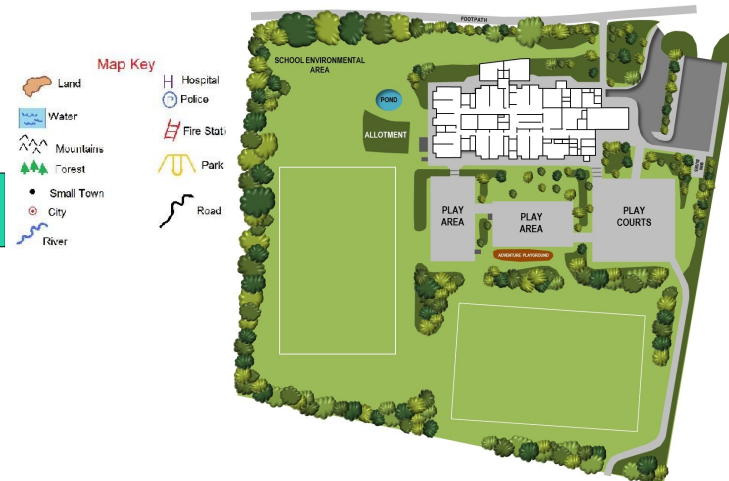 Map Key
Land
Water
Mountains
Forest
Small Town
City
River
Hospital
Police
Fire Stati
Park
Road
FOOTPATH
SCHOOL ENVIRONMENTAL
AREA
POND
ALLOTMENT
PLAY
AREA
PLAY
AREA
PLAY
COURTS
ADVENTURE PLAYGROUND